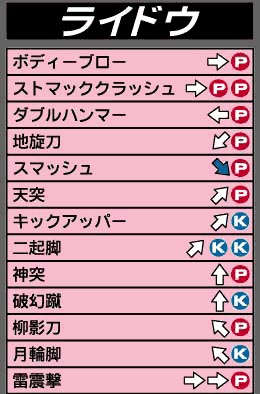 ライドウ
ボディーブロー ⇨P
ストマッククラッシュ ⇨PP
ダブルハンマー ⇦P
地旋刀 ⬃P
スマッシュ ⬂P
天突 ⬀P
キックアッパー ⬀K
二起脚 ⬀KK
神突 ⇧P
破幻蹴 ⇧K
柳影刀 ⬁P
月輪脚 ⬁K
雷震撃 ⇨⇨P